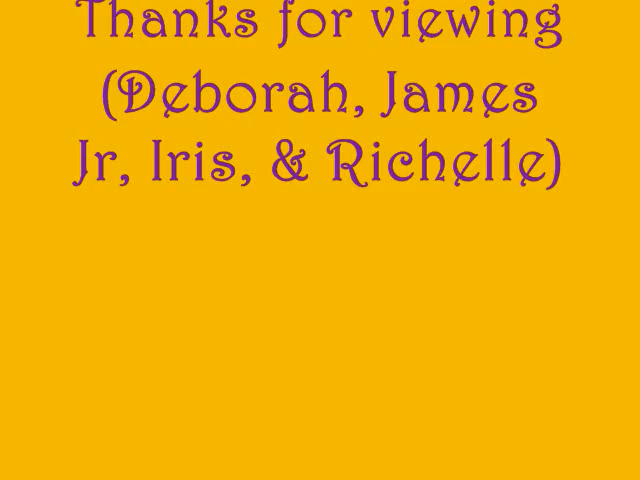 Thanks for viewing
(Deborah, James
Jr, Iris, & Richelle)